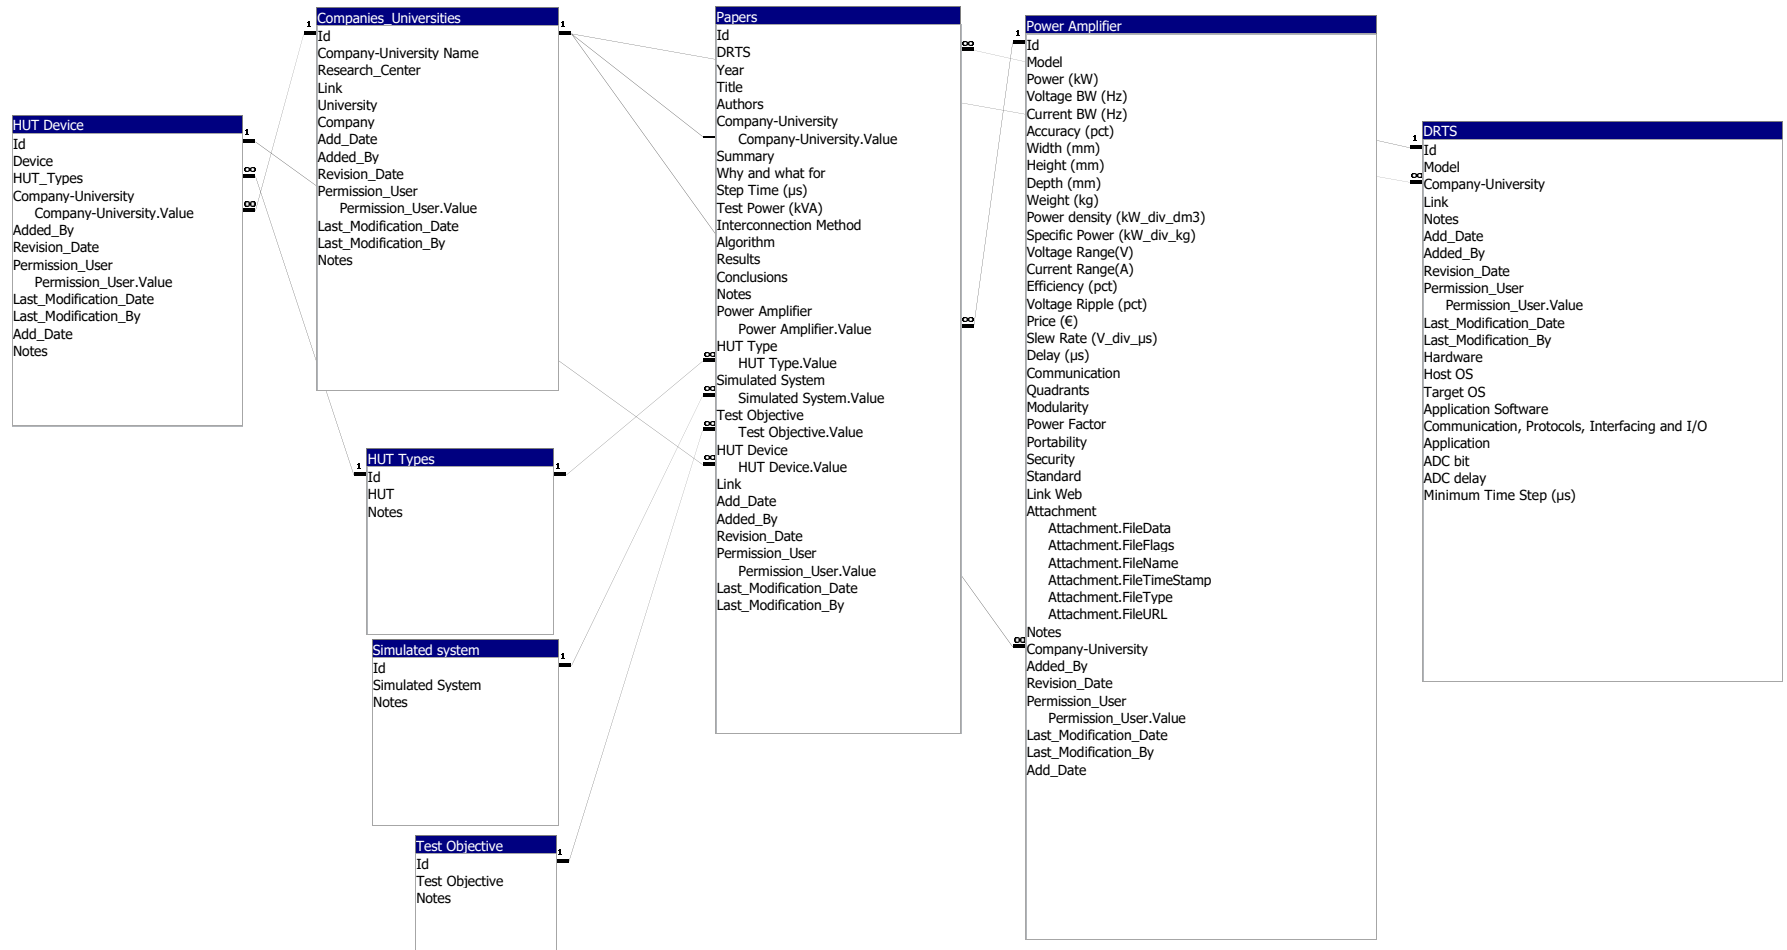 HUT Device
Id
Device
HUT_Types
Company-University
Company-University.Value
Added_By
Revision_Date
Permission_User
Permission_User.Value
Last_Modification_Date
Last_Modification_By
Add_Date
Notes
1
∞
∞
Companies_Universities
Id
Company-University Name
Research_Center
Link
University
Company
Add_Date
Added_By
Revision_Date
Permission_User
Permission_User.Value
Last_Modification_Date
Last_Modification_By
Notes
1
1
HUT Types
Id
HUT
Notes
1
1
Simulated system
Id
Simulated System
Notes
1
Test Objective
Id
Test Objective
Notes
1
Papers
Id
DRTS
Year
Title
Authors
Company-University
Company-University.Value
Summary
Why and what for
Step Time (µs)
Test Power (kVA)
Interconnection Method
Algorithm
Results
Conclusions
Notes
Power Amplifier
Power Amplifier.Value
HUT Type
HUT Type.Value
Simulated System
Simulated System.Value
Test Objective
Test Objective.Value
HUT Device
HUT Device.Value
Link
Add_Date
Added_By
Revision_Date
Permission_User
Permission_User.Value
Last_Modification_Date
Last_Modification_By
∞
∞
∞
∞
∞
∞
Power Amplifier
Id
Model
Power (kW)
Voltage BW (Hz)
Current BW (Hz)
Accuracy (pct)
Width (mm)
Height (mm)
Depth (mm)
Weight (kg)
Power density (kW_div_dm3)
Specific Power (kW_div_kg)
Voltage Range(V)
Current Range(A)
Efficiency (pct)
Voltage Ripple (pct)
Price (€)
Slew Rate (V_div_µs)
Delay (µs)
Communication
Quadrants
Modularity
Power Factor
Portability
Security
Standard
Link Web
Attachment
Attachment.FileData
Attachment.FileFlags
Attachment.FileName
Attachment.FileTimeStamp
Attachment.FileType
Attachment.FileURL
Notes
Company-University
Added_By
Revision_Date
Permission_User
Permission_User.Value
Last_Modification_Date
Last_Modification_By
Add_Date
1
∞
DRTS
Id
Model
Company-University
Link
Notes
Add_Date
Added_By
Revision_Date
Permission_User
Permission_User.Value
Last_Modification_Date
Last_Modification_By
Hardware
Host OS
Target OS
Application Software
Communication, Protocols, Interfacing and I/O
Application
ADC bit
ADC delay
Minimum Time Step (µs)
1
∞